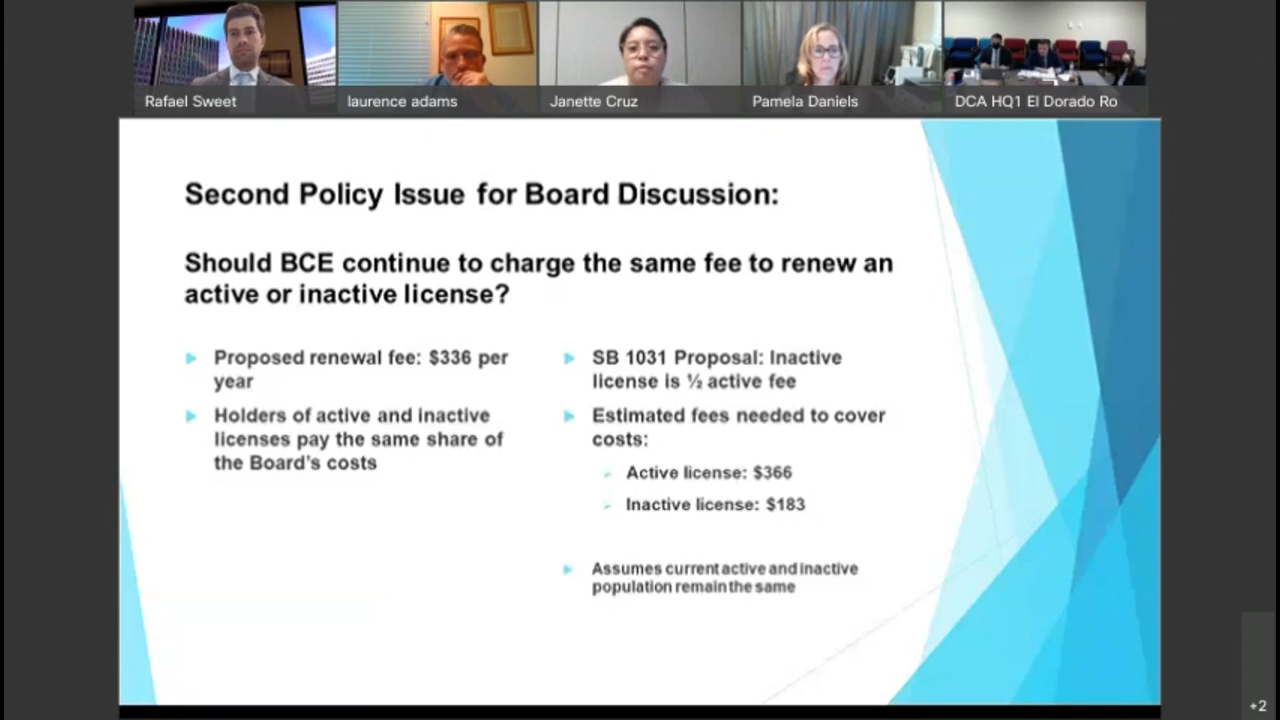 Rafael Sweet
laurence adams
Janette Cruz
Pamela Daniels
DCA HQ1 El Dorado Ro
Second Policy Issue for Board Discussion:
Should BCE continue to charge the same fee to renew an
active or inactive license?
Proposed renewal fee: $336 per
year
Holders of active and inactive
licenses pay the same share of
the Board's costs
SB 1031 Proposal: Inactive
license is ½ active fee
Estimated fees needed to cover
costs:
Active license: $366
Inactive license: $183
Assumes current active and inactive
population remain the same
+2